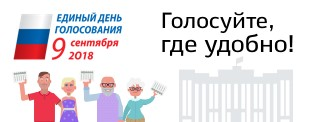 ЕДИНЫЙ ДЕНЬ
ГОЛОСОВАНИЯ
9 сентября
2018
Голосуйте,
где удобно!